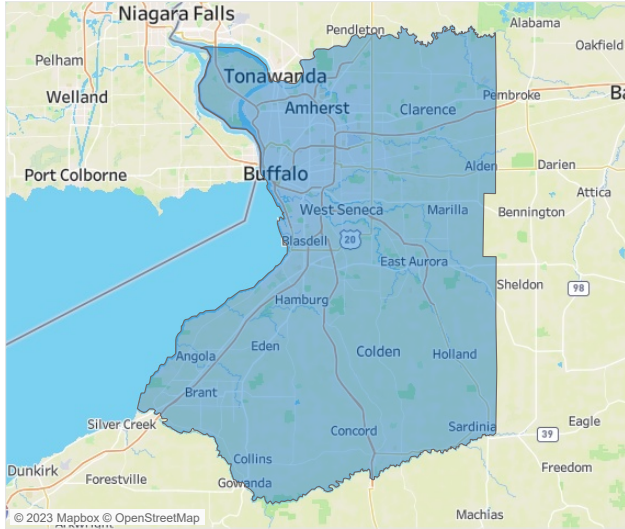 Niagara Falls
Alabama
Pendleton
Oakfield
Pelham
Tonawanda
Welland
Pembroke
Ba
Amherst
Clarence
Port Colborne
Buffalo
Alden
Darien
Attica
West Seneca
Marilla
Bennington
Blasdell
20
East Aurora
Sheldon
98
Hamburg
Eden
Angola
Colden
Holland
Brant
Silver Creek
Concord
Sardinia
39
Eagle
Collins
Dunkirk
Forestville
Gowanda
Freedom
Machias
© 2023 Mapbox © OpenStreetMap